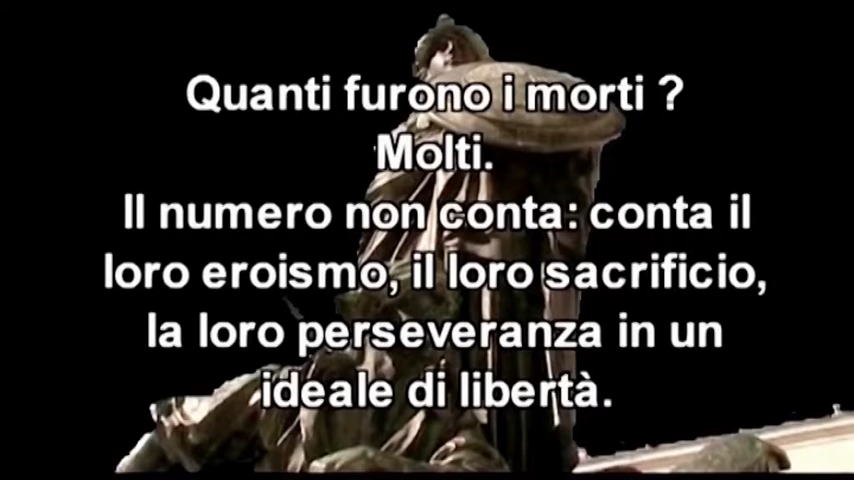 Quanti furono i morti ?
Molti.
Il numero non conta: conta il
loro eroismo, il loro sacrificio,
la loro perseveranza in un
ideale di libertà.